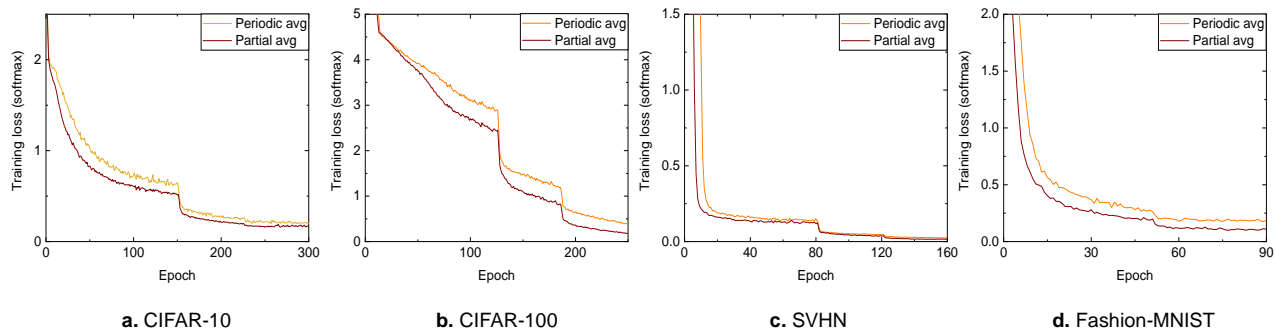 Periodic avg
Partial avg
Training loss (softmax)
2
1
0
0
100
200
300
Epoch
a. CIFAR-10
Periodic avg
Partial avg
Training loss (softmax)
5
4
3
2
1
0
0
100
200
Epoch
b. CIFAR-100
Periodic avg
Partial avg
Training loss (softmax)
1.5
1.0
0.5
0.0
0
40
80
120
160
Epoch
c. SVHN
Periodic avg
Partial avg
Training loss (softmax)
2.0
1.5
1.0
0.5
0.0
0
30
60
90
Epoch
d. Fashion-MNIST